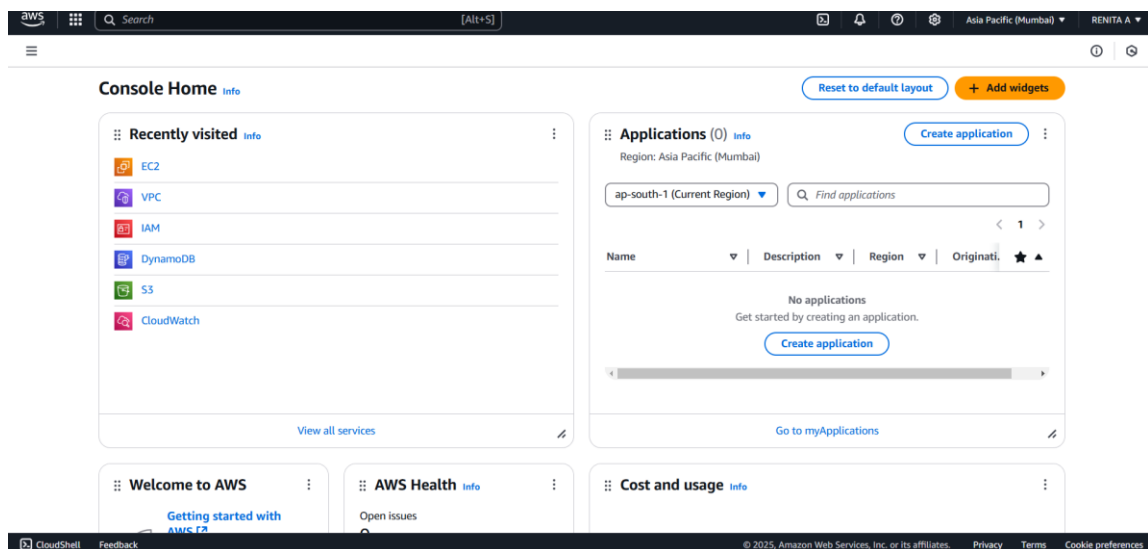 aws Search [Alt+S] Asia Pacific (Mumbai) RENITA A
Console Home Info
Reset to default layout + Add widgets
Recently visited Info
EC2
VPC
IAM
DynamoDB
S3
CloudWatch
View all services
Applications (0) Info
Create application
Region: Asia Pacific (Mumbai)
ap-south-1 (Current Region) Find applications
1
Name Description Region Originati.
No applications
Get started by creating an application.
Create application
Go to myApplications
Welcome to AWS
Getting started with
AWS
AWS Health Info
Open issues
Cost and usage Info
CloudShell Feedback © 2025, Amazon Web Services, Inc. or its affiliates. Privacy Terms Cookie preferences